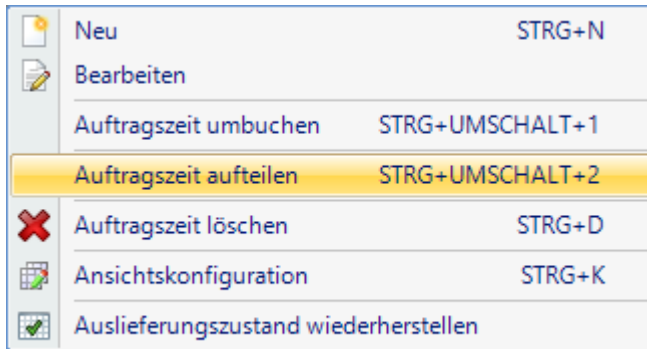 Neu STRG+N
Bearbeiten
Auftragszeit umbuchen STRG+UMSCHALT+1
Auftragszeit aufteilen STRG+UMSCHALT+2
Auftragszeit löschen STRG+D
Ansichtskonfiguration STRG+K
Auslieferungszustand wiederherstellen